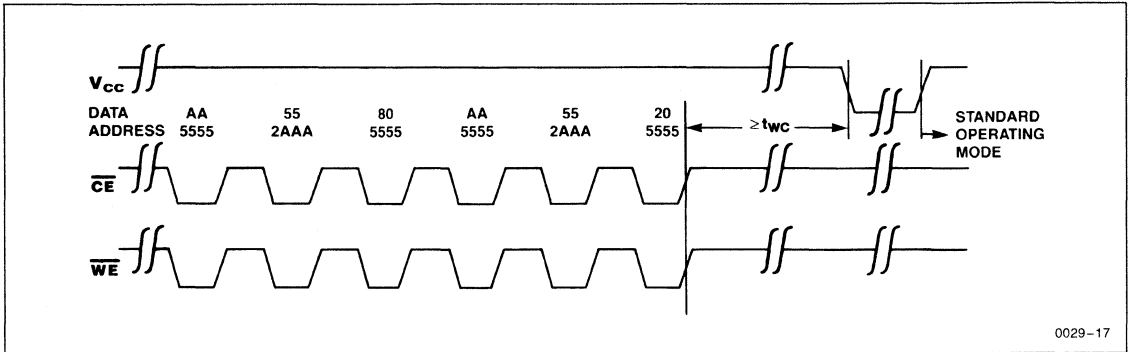 VCC
DATA AA 55 80 AA 55 20
ADDRESS 5555 2AAA 5555 5555 2AAA 5555
≥tWC
STANDARD
OPERATING
MODE
CE
WE
0029-17